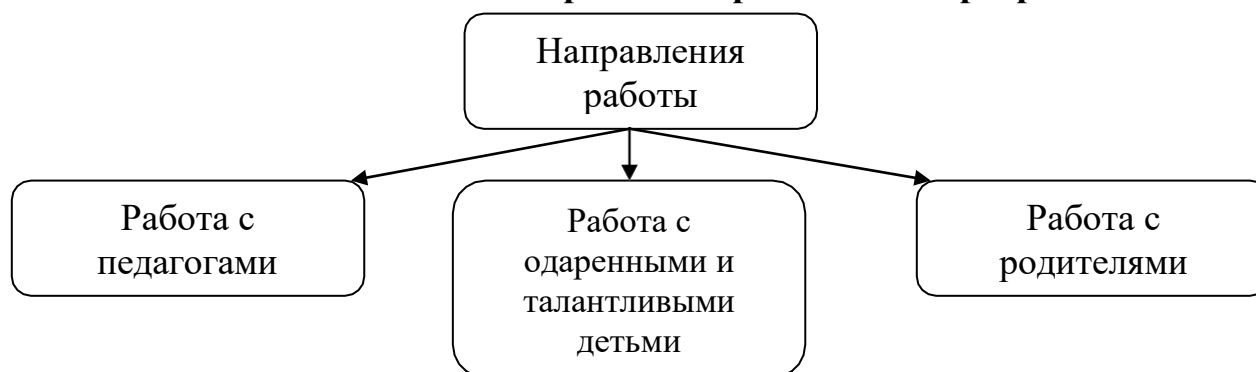 Направления
работы
Работа с
педагогами
Работа с
одаренными и
талантливыми
детьми
Работа с
родителями